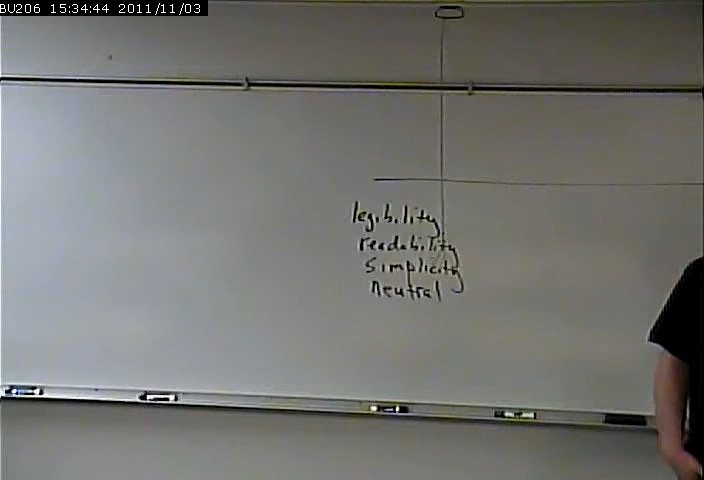 BU206 15:34:44 2011/11/03
legibility
readability
simplicity
neutral